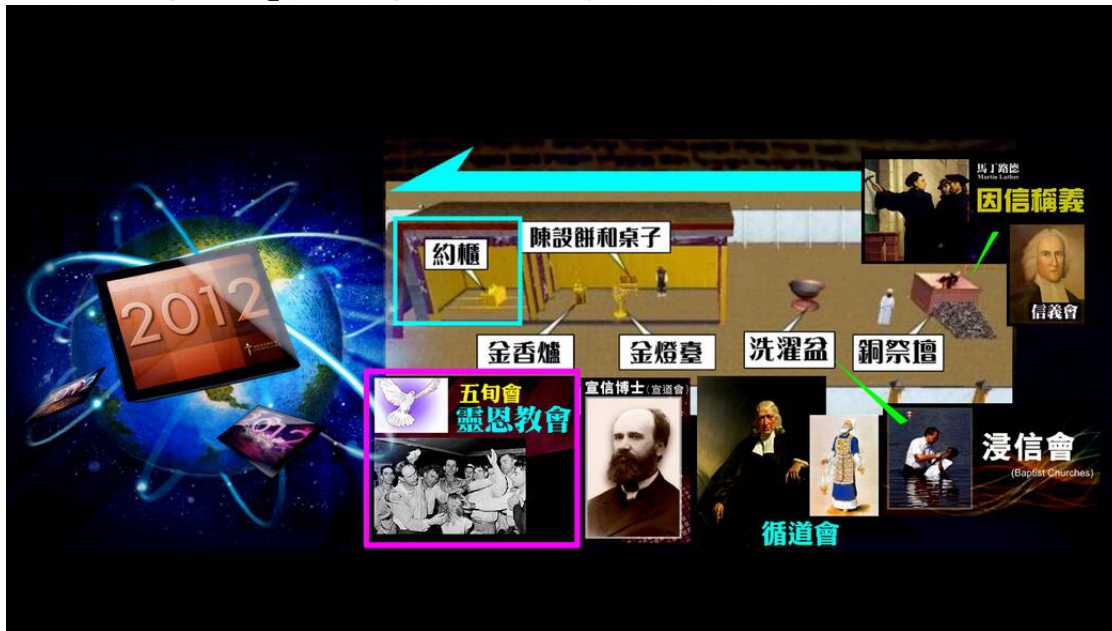 2012
約櫃
陳設餅和桌子
金香爐
金燈臺
洗濯盆
銅祭壇
馬丁路德
Martin Luther
因信稱義
信義會
五旬會
靈恩教會
宣信博士(宣道會)
循道會
浸信會
(Baptist Churches)